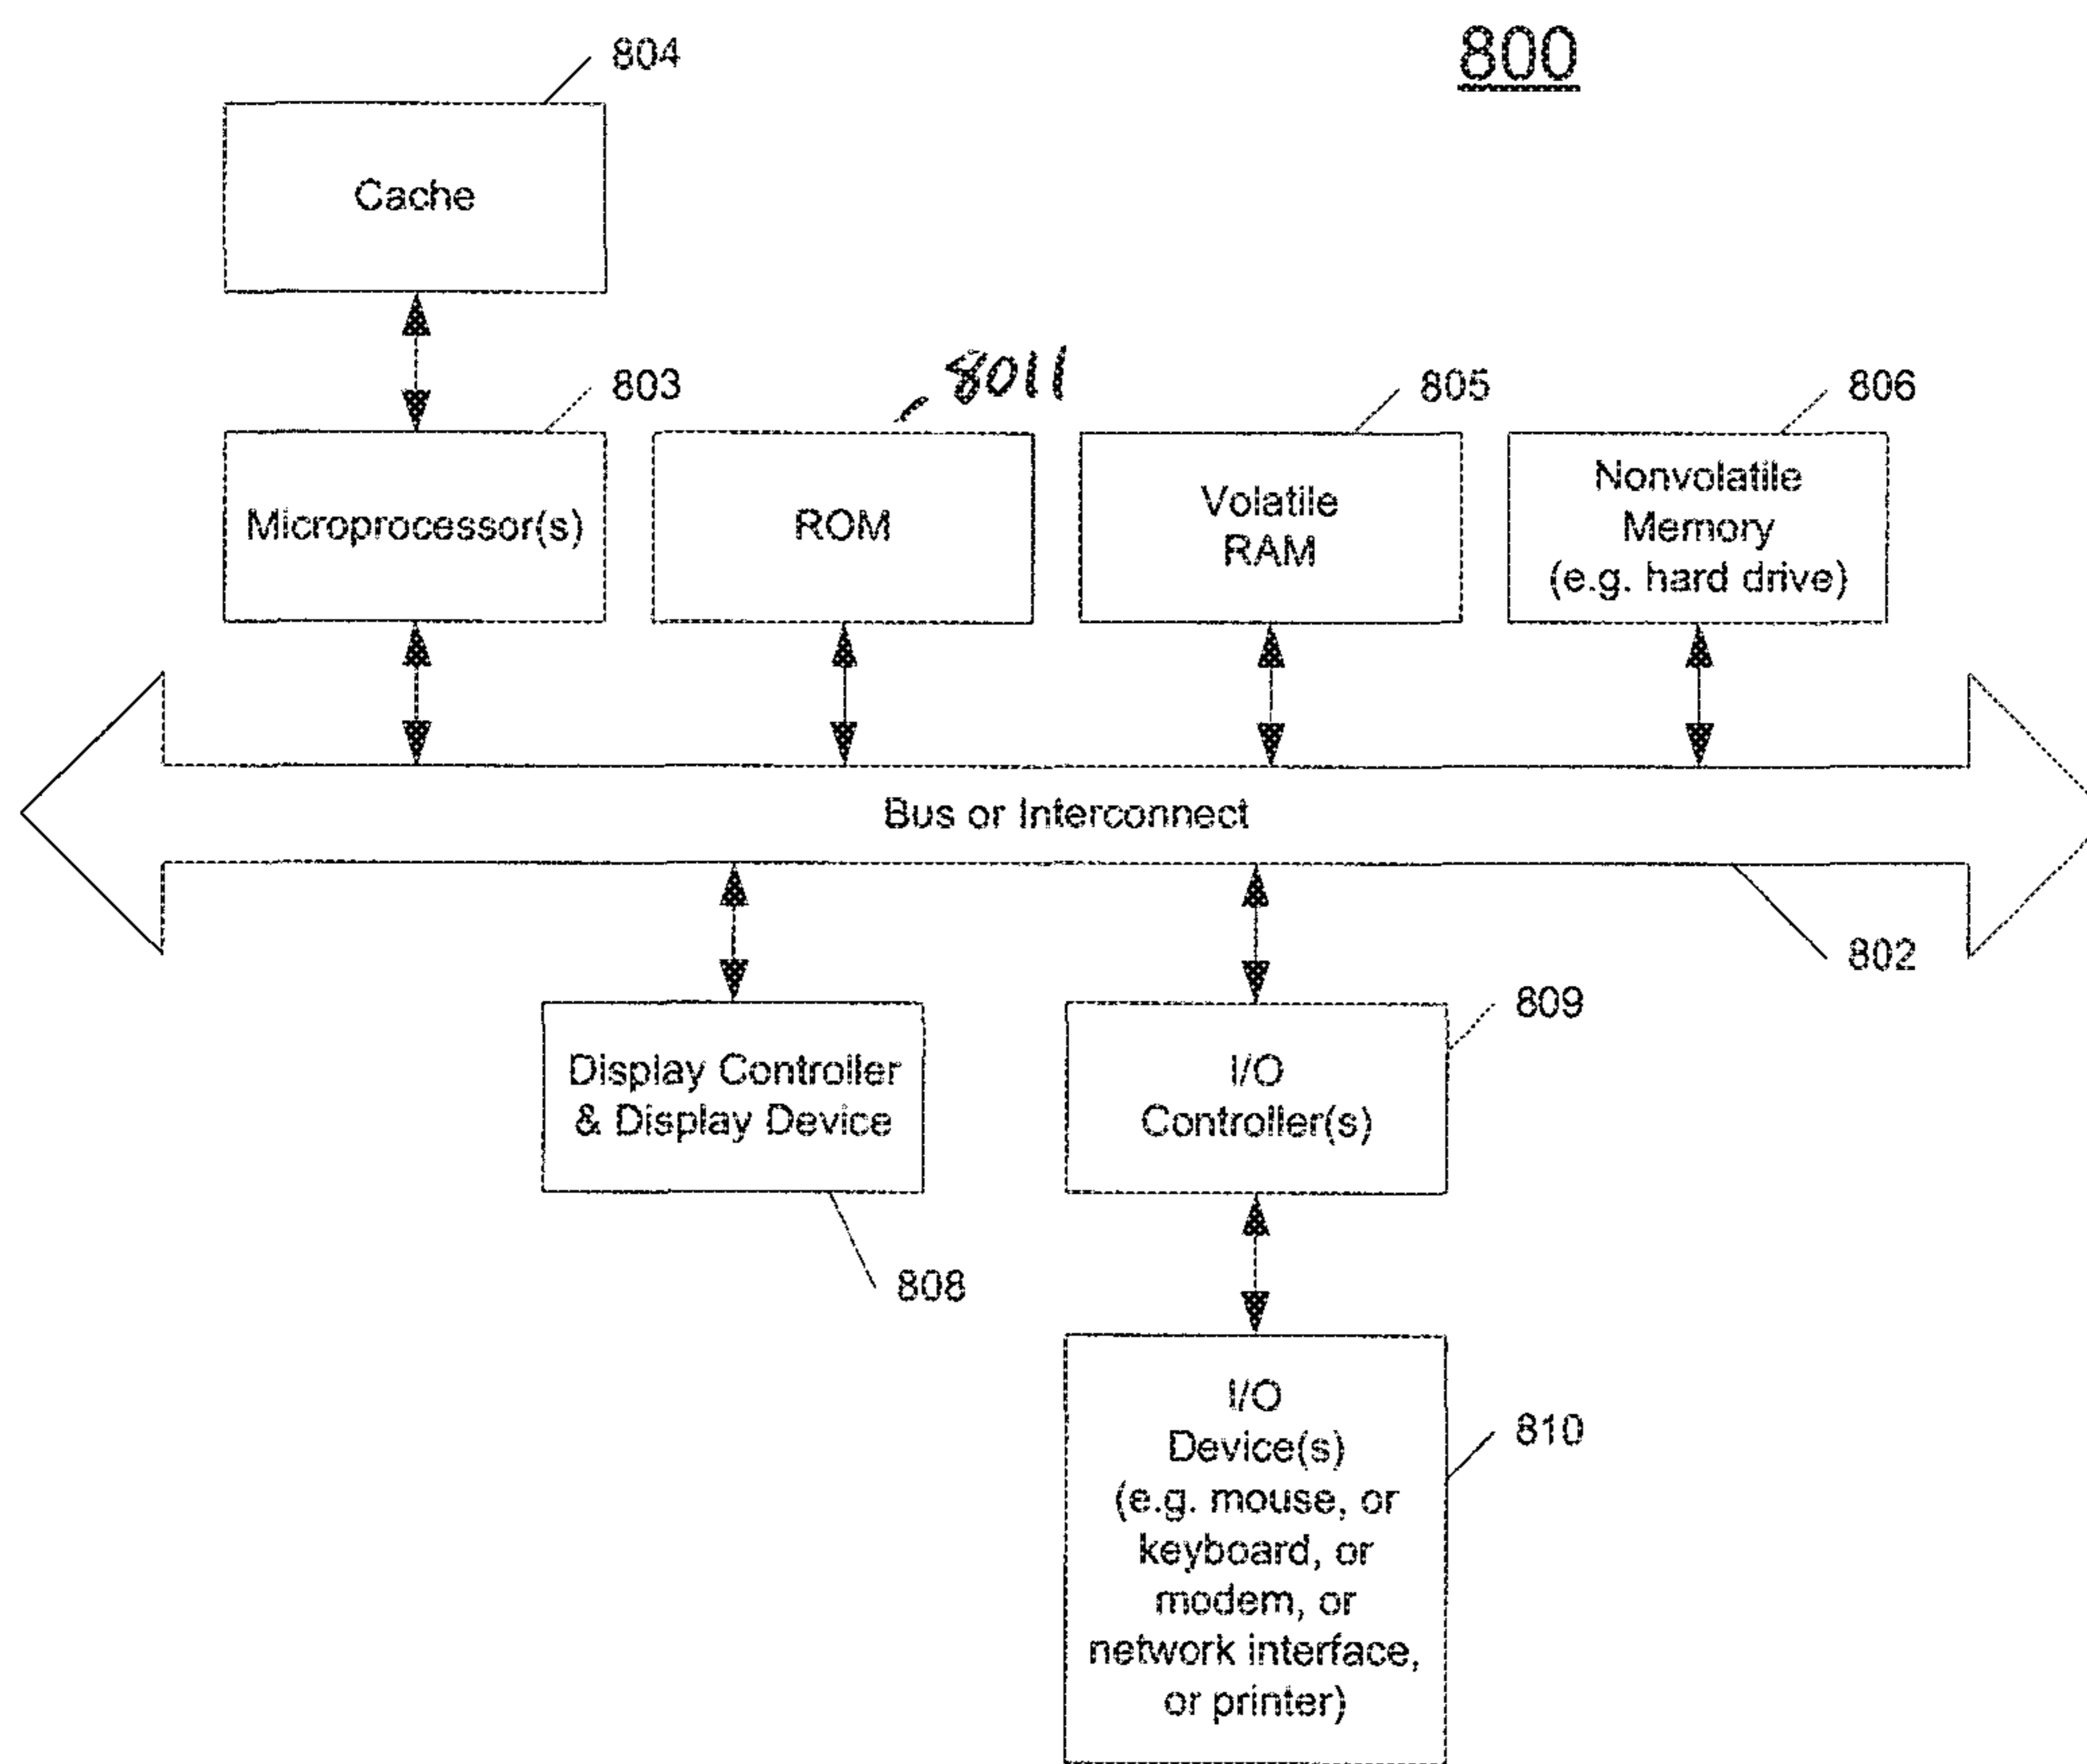 800
804
Cache
803
8011
805
806
Microprocessor(s)
ROM
Volatile
RAM
Nonvolatile
Memory
(e.g. hard drive)
Bus or Interconnect
802
809
Display Controller
& Display Device
I/O
Controller(s)
808
810
I/O
Device(s)
(e.g. mouse, or
keyboard, or
modem, or
network interface,
or printer)